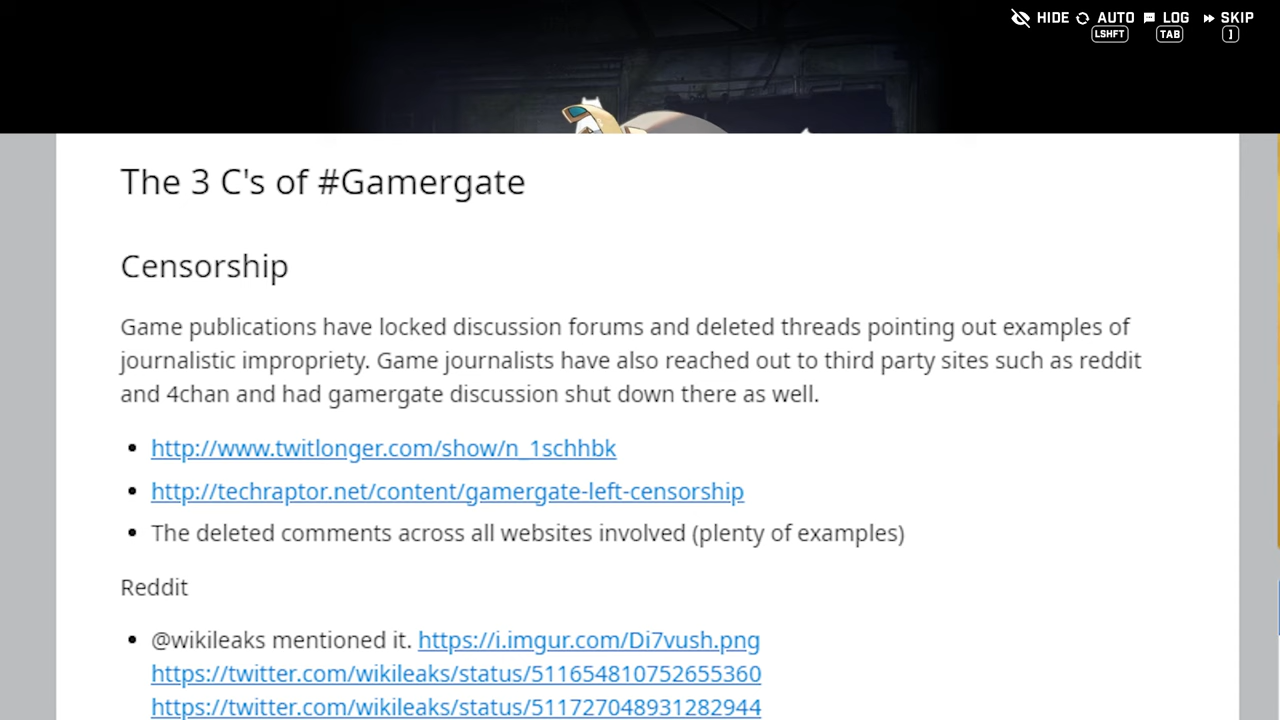 HIDE AUTO LOG SKIP
LSHFT TAB ]
The 3 C's of #Gamergate
Censorship
Game publications have locked discussion forums and deleted threads pointing out examples of
journalistic impropriety. Game journalists have also reached out to third party sites such as reddit
and 4chan and had gamergate discussion shut down there as well.
http://www.twitlonger.com/show/n_1schhbk
http://techraptor.net/content/gamergate-left-censorship
The deleted comments across all websites involved (plenty of examples)
Reddit
@wikileaks mentioned it. https://i.imgur.com/Di7vush.png
https://twitter.com/wikileaks/status/511654810752655360
https://twitter.com/wikileaks/status/511727048931282944